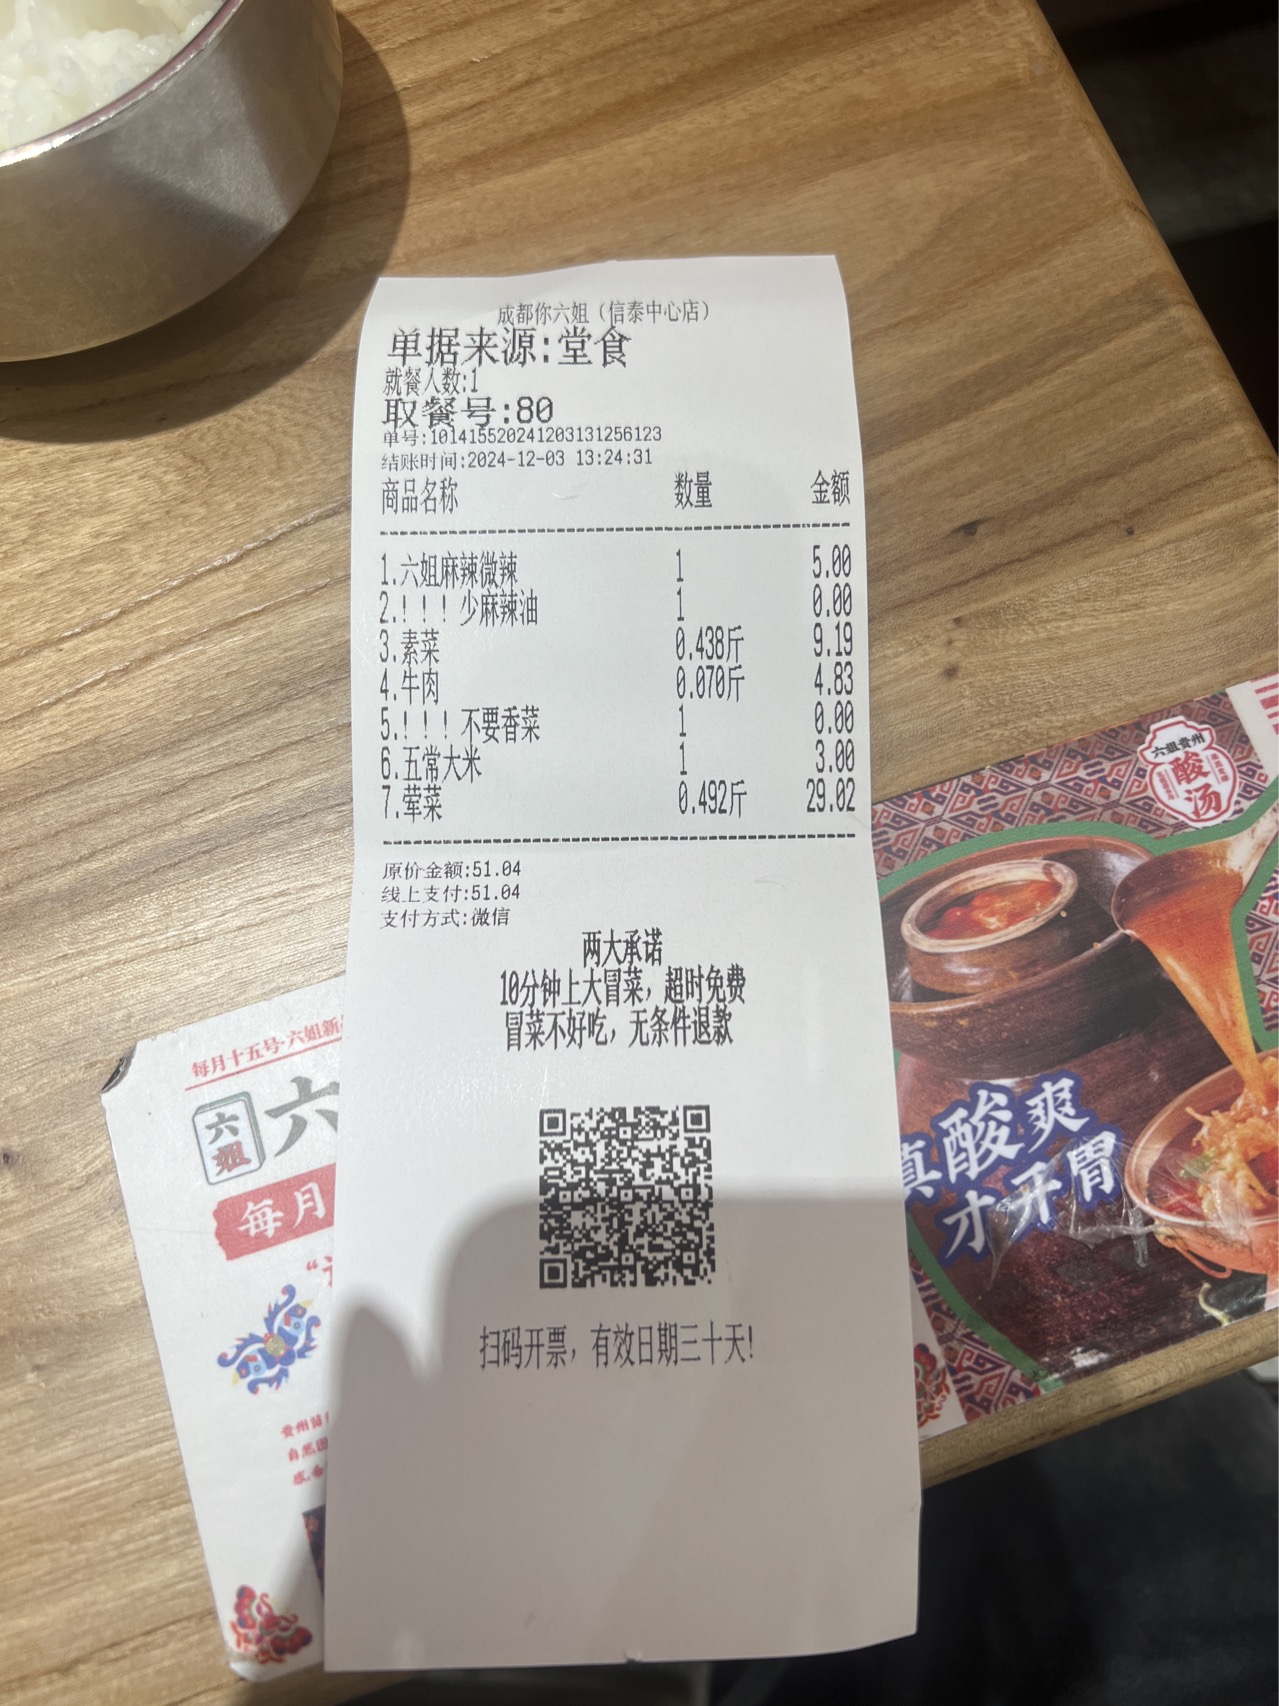 成都你六姐（信泰中心店）
单据来源:堂食
就餐人数:1
取餐号:80
单号:101415520241203131256123
结账时间:2024-12-03 13:24:31
商品名称 数量 金额
1.六姐麻辣微辣 1 5.00
2.！！！少麻辣油 1 0.00
3.素菜 0.438斤 9.19
4.牛肉 0.070斤 4.83
5.！！！不要香菜 1 0.00
6.五常大米 1 3.00
7.荤菜 0.492斤 29.02
原价金额:51.04
线上支付:51.04
支付方式:微信
两大承诺
10分钟上大冒菜，超时免费
冒菜不好吃，无条件退款
扫码开票，有效日期三十天!
每月十五号·六姐新
六姐
六
每月
贵州
自然
六姐贵州
酸汤
真酸爽
才开胃